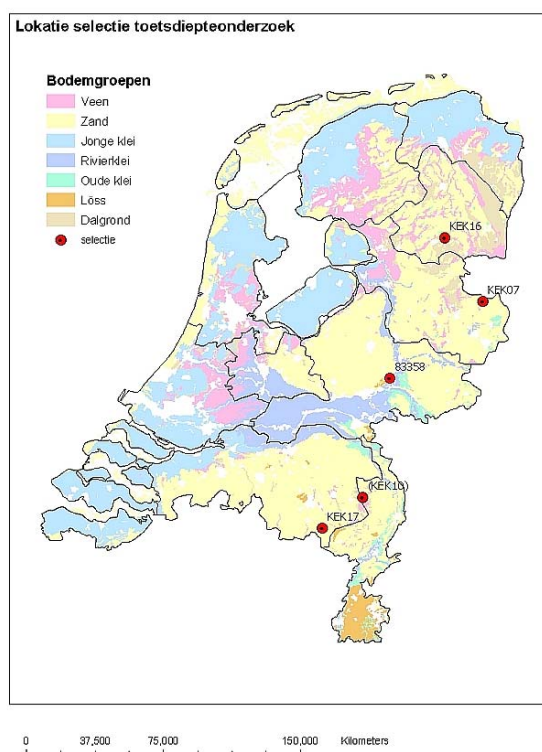 Lokatie selectie toetsdiepteonderzoek
Bodemgroepen
Veen
Zand
Jonge klei
Rivierklei
Oude klei
Löss
Dalgrond
selectie
KEK16
KEK07
83358
(KEK10)
KEK17
0 37,500 75,000 150,000 Kilometers